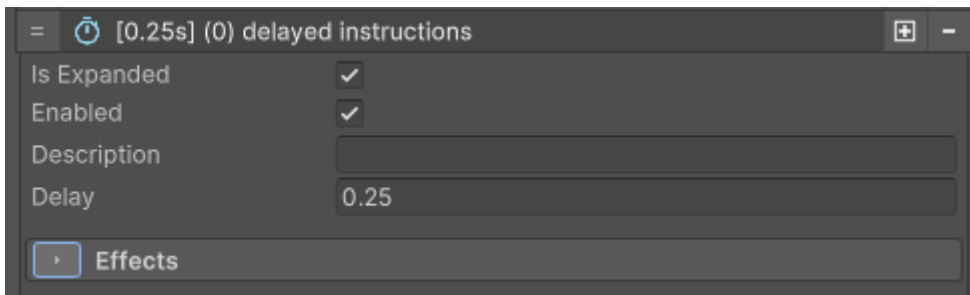 [0.25s] (0) delayed instructions
Is Expanded
Enabled
Description
Delay 0.25
Effects